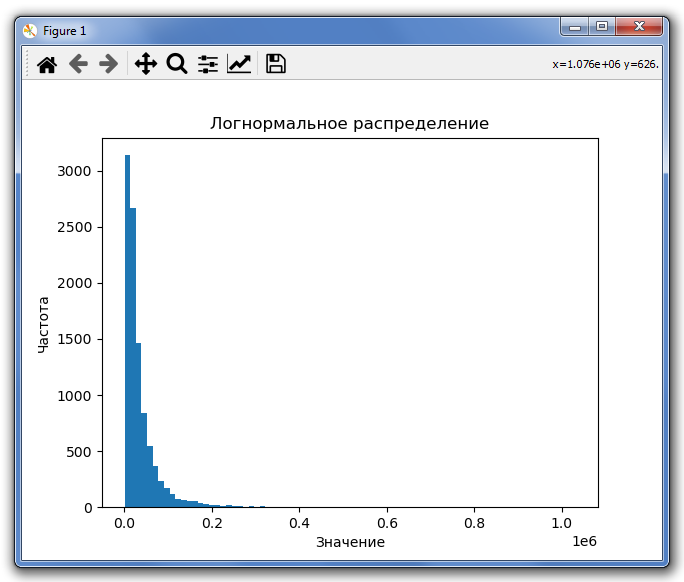 Figure 1
x=1.076e+06 y=626.
Логнормальное распределение
3000
2500
2000
1500
1000
500
0
Частота
0.0 0.2 0.4 0.6 0.8 1.0
1e6
Значение